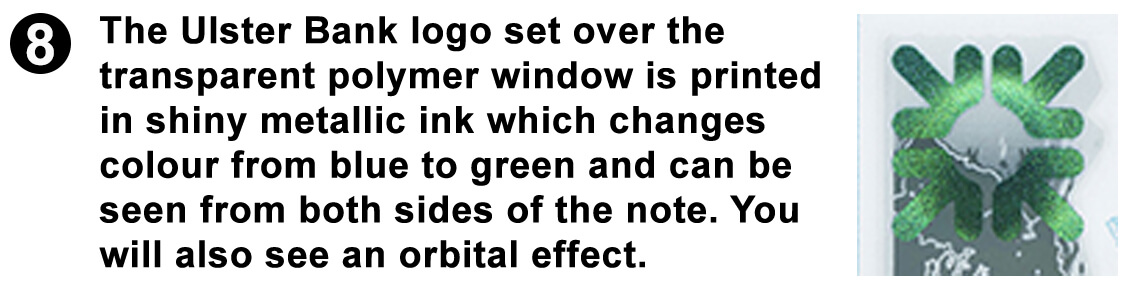 8
The Ulster Bank logo set over the
transparent polymer window is printed
in shiny metallic ink which changes
colour from blue to green and can be
seen from both sides of the note. You
will also see an orbital effect.